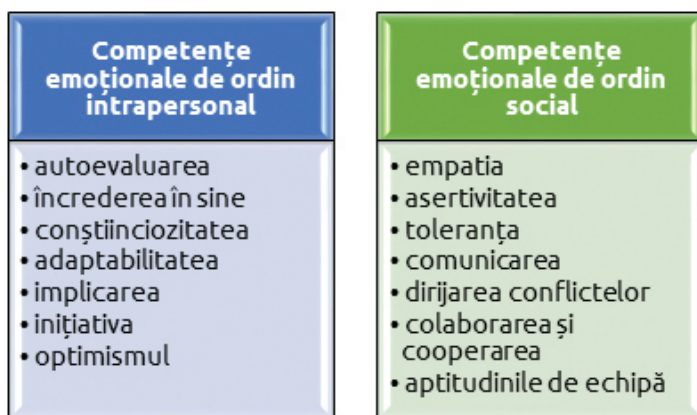 Competențe
emoționale de ordin
intrapersonal
• autoevaluarea
• încrederea în sine
• conștiinciozitatea
• adaptabilitatea
• implicarea
• inițiativa
• optimismul
Competențe
emoționale de ordin
social
• empatia
• asertivitatea
• toleranța
• comunicarea
• dirijarea conflictelor
• colaborarea și
cooperarea
• aptitudinile de echipă